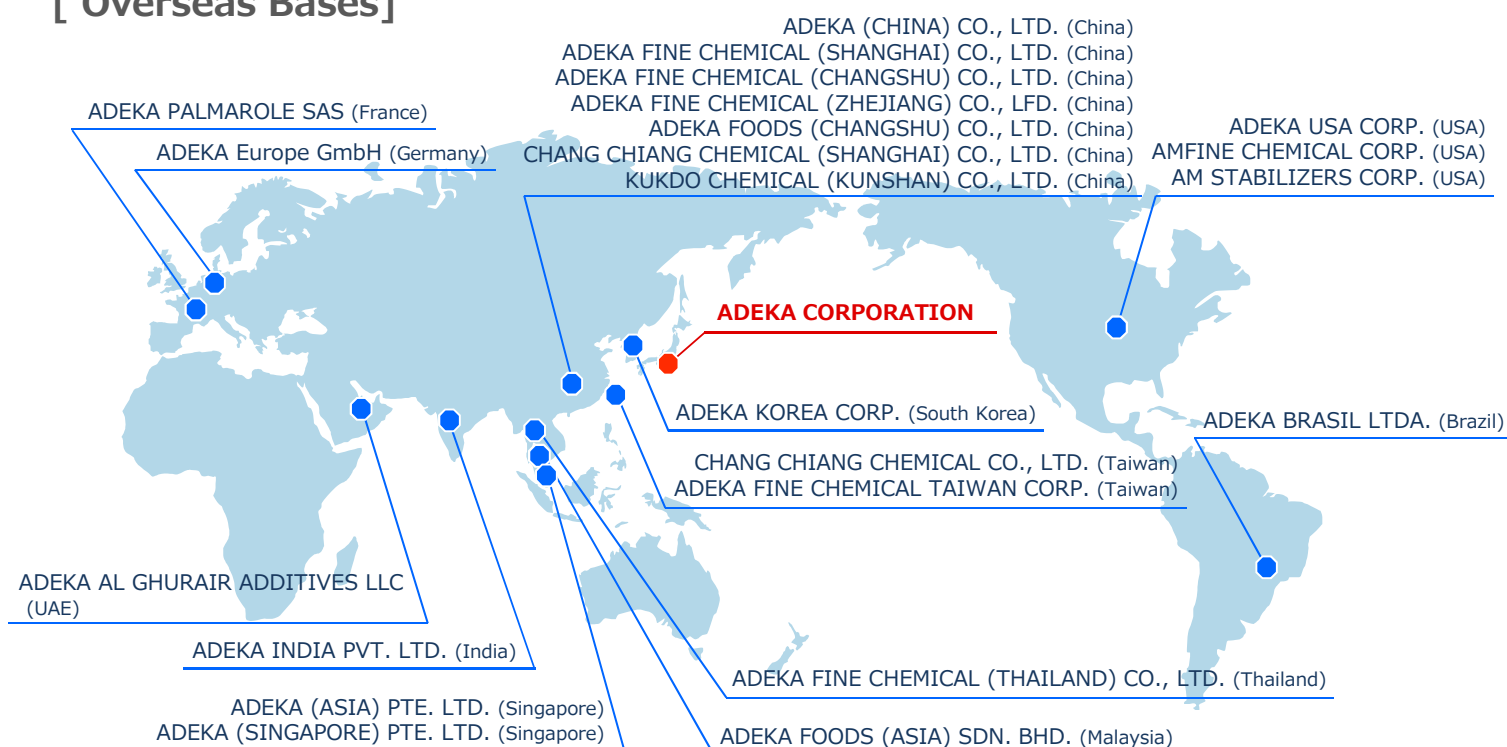 [ Overseas Bases]
ADEKA (CHINA) CO., LTD. (China)
ADEKA FINE CHEMICAL (SHANGHAI) CO., LTD. (China)
ADEKA FINE CHEMICAL (CHANGSHU) CO., LTD. (China)
ADEKA FINE CHEMICAL (ZHEJIANG) CO., LFD. (China)
ADEKA FOODS (CHANGSHU) CO., LTD. (China)
CHANG CHIANG CHEMICAL (SHANGHAI) CO., LTD. (China)
KUKDO CHEMICAL (KUNSHAN) CO., LTD. (China)
ADEKA PALMAROLE SAS (France)
ADEKA Europe GmbH (Germany)
ADEKA USA CORP. (USA)
AMFINE CHEMICAL CORP. (USA)
AM STABILIZERS CORP. (USA)
ADEKA CORPORATION
ADEKA KOREA CORP. (South Korea)
ADEKA BRASIL LTDA. (Brazil)
CHANG CHIANG CHEMICAL CO., LTD. (Taiwan)
ADEKA FINE CHEMICAL TAIWAN CORP. (Taiwan)
ADEKA AL GHURAIR ADDITIVES LLC
(UAE)
ADEKA INDIA PVT. LTD. (India)
ADEKA FINE CHEMICAL (THAILAND) CO., LTD. (Thailand)
ADEKA (ASIA) PTE. LTD. (Singapore)
ADEKA (SINGAPORE) PTE. LTD. (Singapore)
ADEKA FOODS (ASIA) SDN. BHD. (Malaysia)